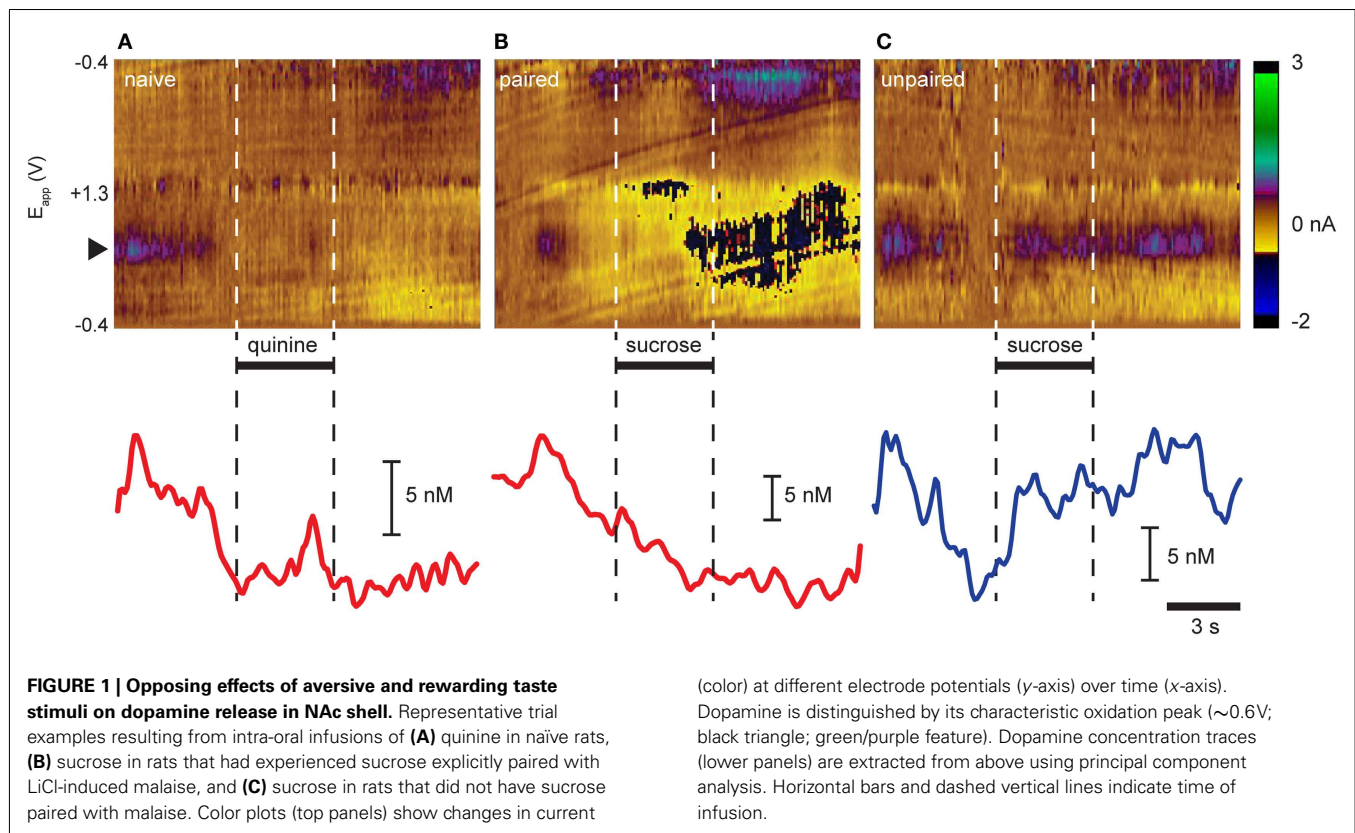 A
B
C
-0.4
naive
paired
unpaired
3
E_app (V)
+1.3
0 nA
-0.4
-2
quinine
sucrose
sucrose
5 nM
5 nM
5 nM
3 s
FIGURE 1 | Opposing effects of aversive and rewarding taste
stimuli on dopamine release in NAc shell. Representative trial
examples resulting from intra-oral infusions of (A) quinine in naïve rats,
(B) sucrose in rats that had experienced sucrose explicitly paired with
LiCl-induced malaise, and (C) sucrose in rats that did not have sucrose
paired with malaise. Color plots (top panels) show changes in current
(color) at different electrode potentials (y-axis) over time (x-axis).
Dopamine is distinguished by its characteristic oxidation peak (∼0.6V;
black triangle; green/purple feature). Dopamine concentration traces
(lower panels) are extracted from above using principal component
analysis. Horizontal bars and dashed vertical lines indicate time of
infusion.